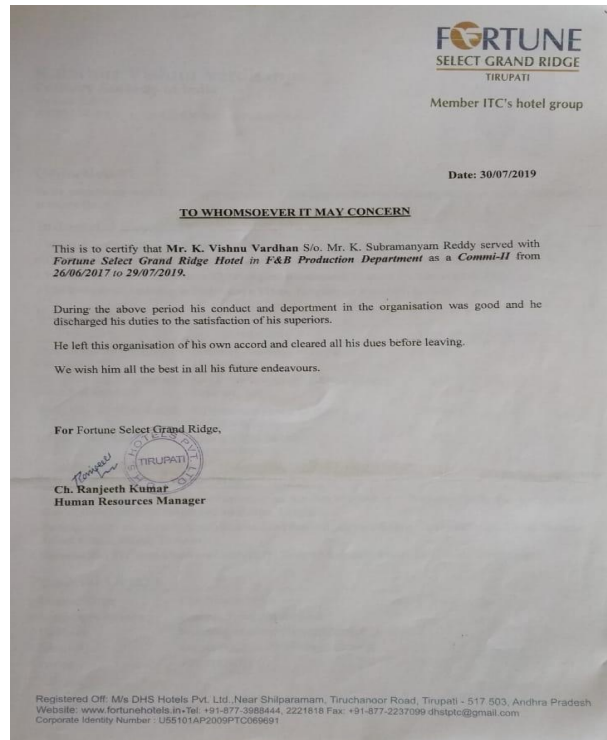 FORTUNE
SELECT GRAND RIDGE
TIRUPATI
Member ITC's hotel group
Date: 30/07/2019
TO WHOMSOEVER IT MAY CONCERN
This is to certify that Mr. K. Vishnu Vardhan S/o. Mr. K. Subramanyam Reddy served with
Fortune Select Grand Ridge Hotel in F&B Production Department as a Commi-II from
26/06/2017 to 29/07/2019.
During the above period his conduct and deportment in the organisation was good and he
discharged his duties to the satisfaction of his superiors.
He left this organisation of his own accord and cleared all his dues before leaving.
We wish him all the best in all his future endeavours.
For Fortune Select Grand Ridge,
HOTELS PVT. LTD.
TIRUPATI
Ch. Ranjeeth Kumar
Human Resources Manager
Registered Off: M/s DHS Hotels Pvt. Ltd.,Near Shilparamam, Tiruchanoor Road, Tirupati - 517 503, Andhra Pradesh
Website: www.fortunehotels.in•Tel: +91-877-3988444, 2221818 Fax: +91-877-2237099 dhstptc@gmail.com
Corporate Identity Number : U55101AP2009PTC069691